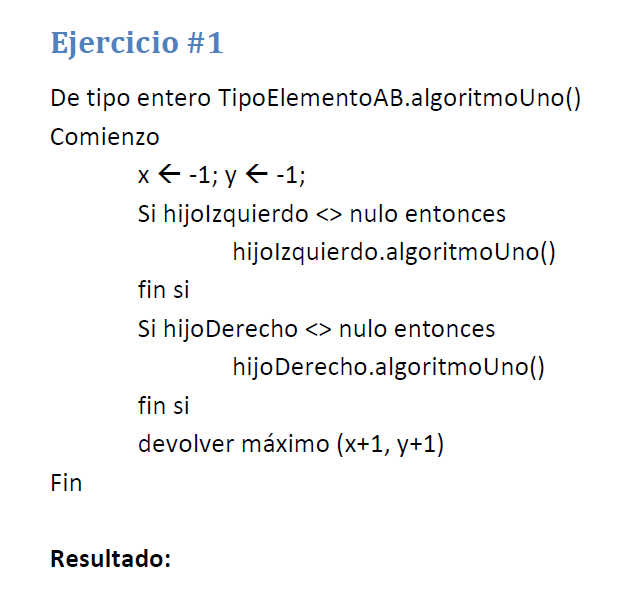 Ejercicio #1
De tipo entero TipoElementoAB.algoritmoUno()
Comienzo
x ← -1; y ← -1;
Si hijoIzquierdo <> nulo entonces
hijoIzquierdo.algoritmoUno()
fin si
Si hijoDerecho <> nulo entonces
hijoDerecho.algoritmoUno()
fin si
devolver máximo (x+1, y+1)
Fin
Resultado: